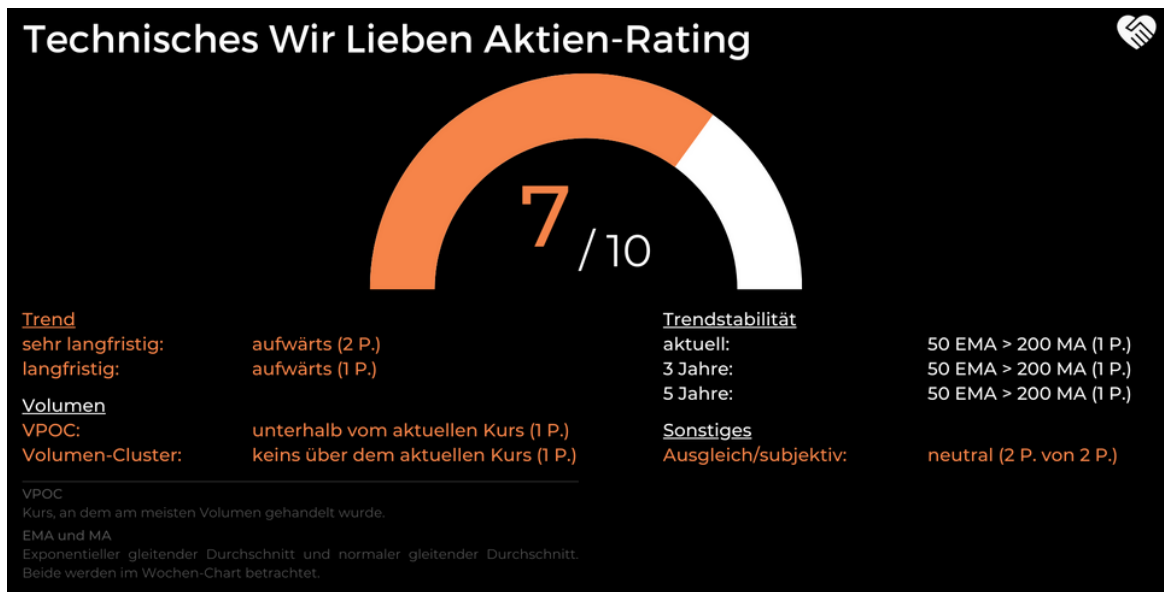 Technisches Wir Lieben Aktien-Rating
7 / 10
Trend
sehr langfristig: aufwärts (2 P.)
langfristig: aufwärts (1 P.)
Volumen
VPOC: unterhalb vom aktuellen Kurs (1 P.)
Volumen-Cluster: keins über dem aktuellen Kurs (1 P.)
VPOC
Kurs, an dem am meisten Volumen gehandelt wurde.
EMA und MA
Exponentieller gleitender Durchschnitt und normaler gleitender Durchschnitt.
Beide werden im Wochen-Chart betrachtet.
Trendstabilität
aktuell: 50 EMA > 200 MA (1 P.)
3 Jahre: 50 EMA > 200 MA (1 P.)
5 Jahre: 50 EMA > 200 MA (1 P.)
Sonstiges
Ausgleich/subjektiv: neutral (2 P. von 2 P.)